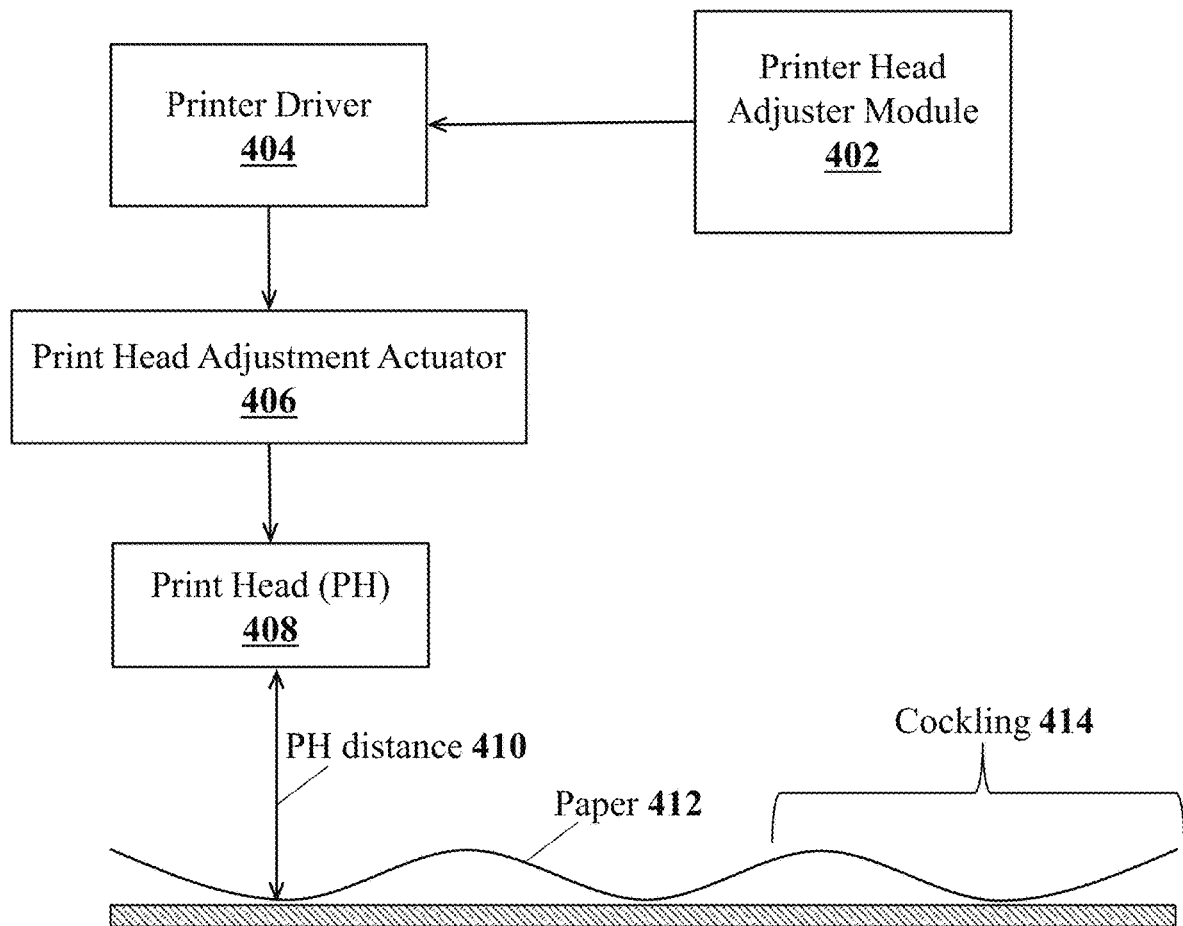 Printer Driver
404
Printer Head
Adjuster Module
402
Print Head Adjustment Actuator
406
Print Head (PH)
408
PH distance 410
Cockling 414
Paper 412